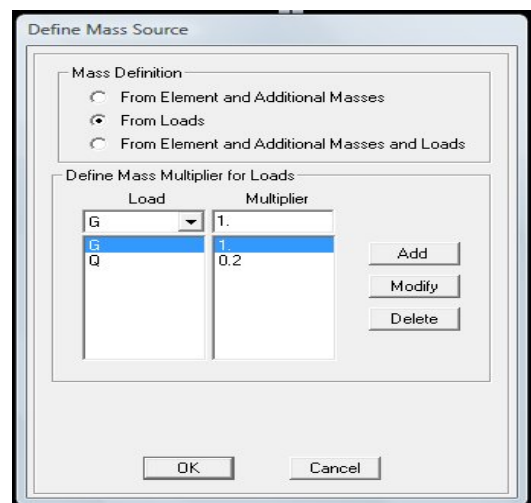 Define Mass Source
Mass Definition
From Element and Additional Masses
From Loads
From Element and Additional Masses and Loads
Define Mass Multiplier for Loads
Load Multiplier
G 1.
G 1.
Q 0.2
Add
Modify
Delete
OK Cancel